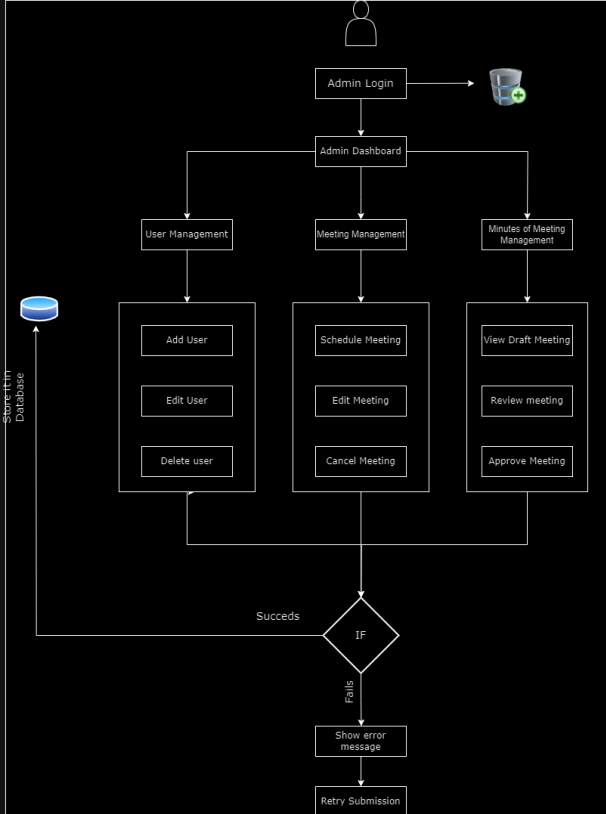 Admin Login
Admin Dashboard
User Management
Meeting Management
Minutes of Meeting
Management
Add User
Schedule Meeting
View Draft Meeting
Edit User
Edit Meeting
Review meeting
Delete user
Cancel Meeting
Approve Meeting
Store it in
Database
Succeds
IF
Fails
Show error
message
Retry Submission